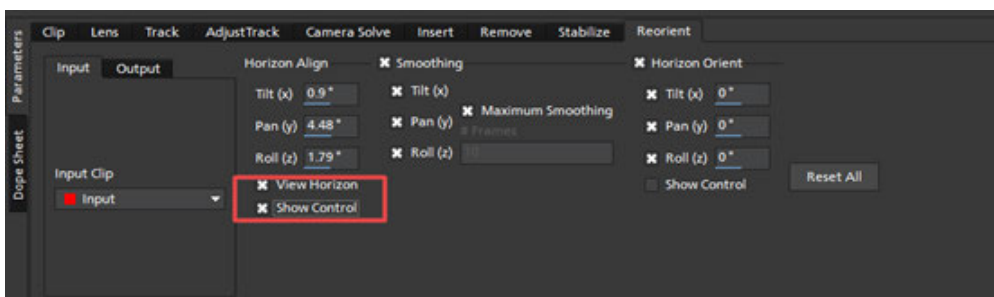 Parameters
Dope Sheet
Clip Lens Track AdjustTrack Camera Solve Insert Remove Stabilize Reorient
Input Output
Input Clip
Input
Horizon Align
Tilt (x) 0.9°
Pan (y) 4.48°
Roll (z) 1.79°
View Horizon
Show Control
Smoothing
Tilt (x)
Pan (y)
Roll (z)
Maximum Smoothing
# Frames
10
Horizon Orient
Tilt (x) 0°
Pan (y) 0°
Roll (z) 0°
Show Control
Reset All